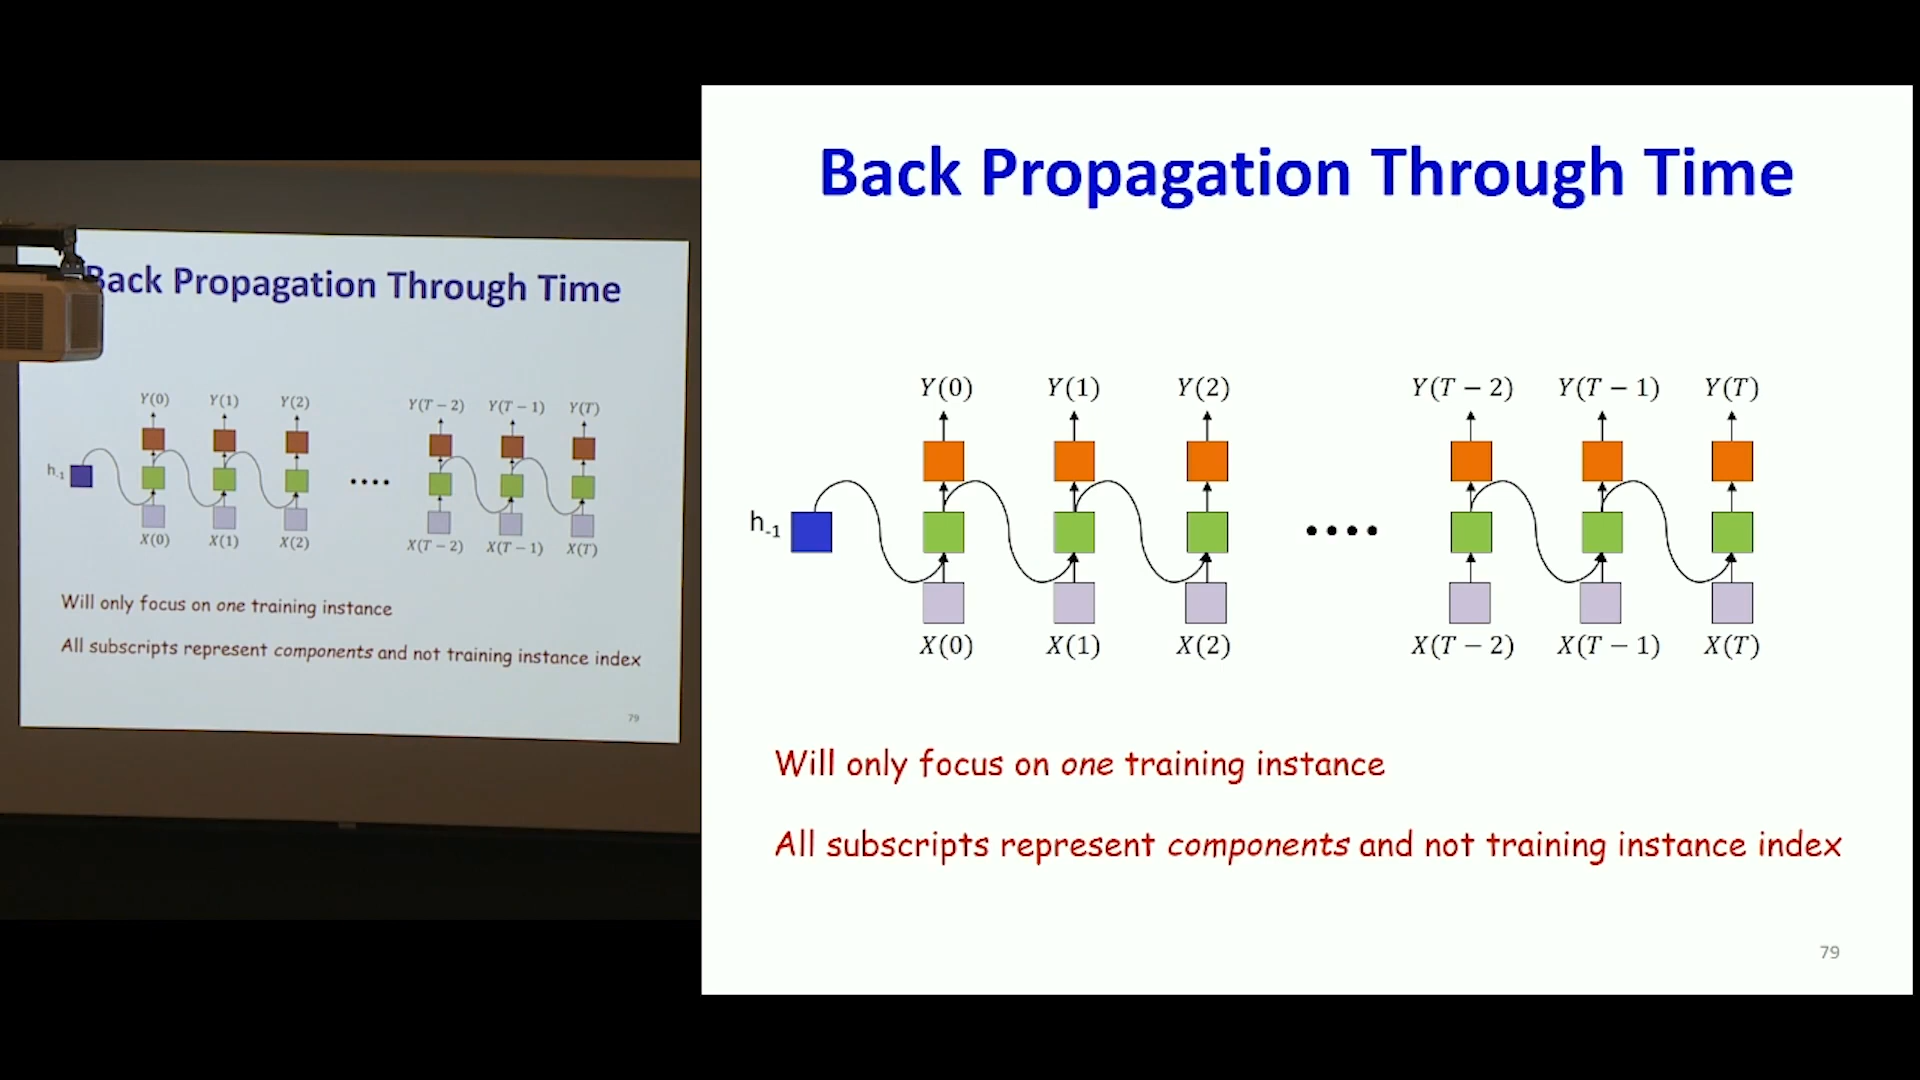 Back Propagation Through Time
Y(0) Y(1) Y(2) Y(T − 2) Y(T − 1) Y(T)
h-1
X(0) X(1) X(2) X(T − 2) X(T − 1) X(T)
Will only focus on one training instance
All subscripts represent components and not training instance index
79
Back Propagation Through Time
Y(0) Y(1) Y(2) Y(T − 2) Y(T − 1) Y(T)
h-1
X(0) X(1) X(2) X(T − 2) X(T − 1) X(T)
Will only focus on one training instance
All subscripts represent components and not training instance index
79